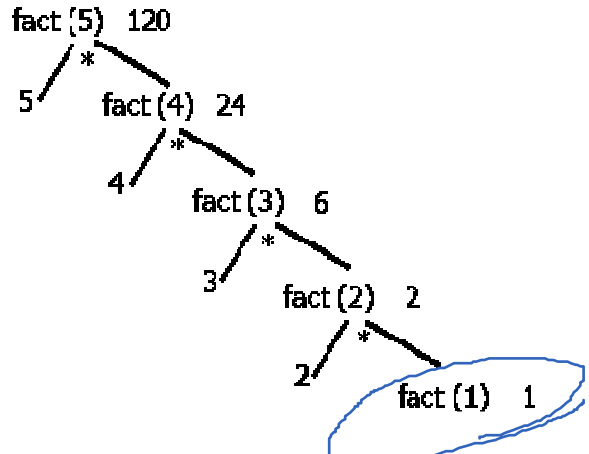 fact (5) 120
*
5
fact (4) 24
*
4
fact (3) 6
*
3
fact (2) 2
*
2
fact (1) 1